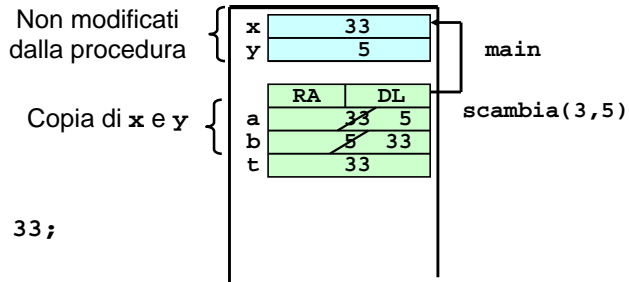 Non modificati
dalla procedura
x 33
y 5
main
RA DL
scambia(3,5)
Copia di x e y
a 33 5
b 5 33
t 33
33;